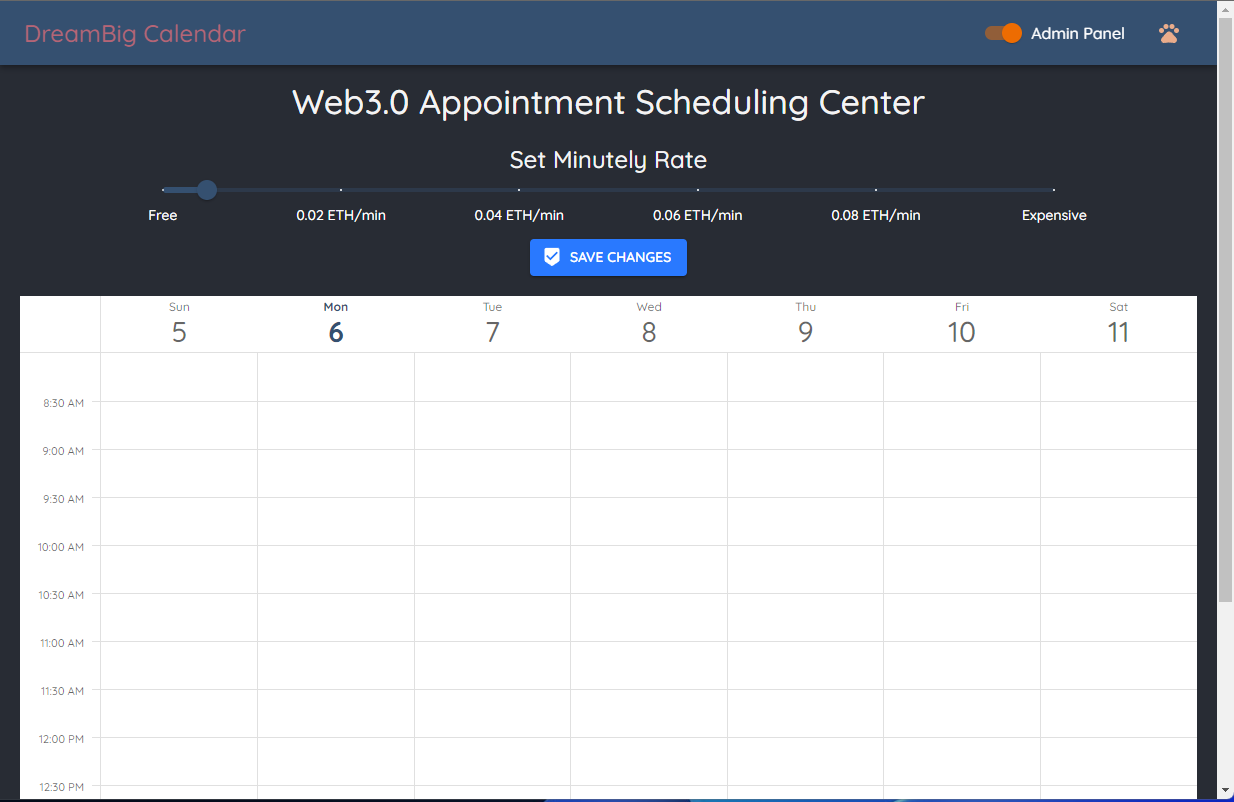 DreamBig Calendar Admin Panel
Web3.0 Appointment Scheduling Center
Set Minutely Rate
Free 0.02 ETH/min 0.04 ETH/min 0.06 ETH/min 0.08 ETH/min Expensive
SAVE CHANGES
Sun Mon Tue Wed Thu Fri Sat
5 6 7 8 9 10 11
8:30 AM
9:00 AM
9:30 AM
10:00 AM
10:30 AM
11:00 AM
11:30 AM
12:00 PM
12:30 PM